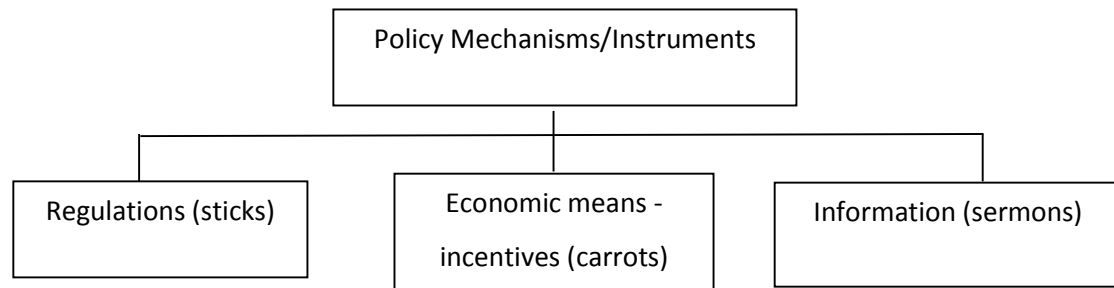 Policy Mechanisms/Instruments
Regulations (sticks)
Economic means -
incentives (carrots)
Information (sermons)